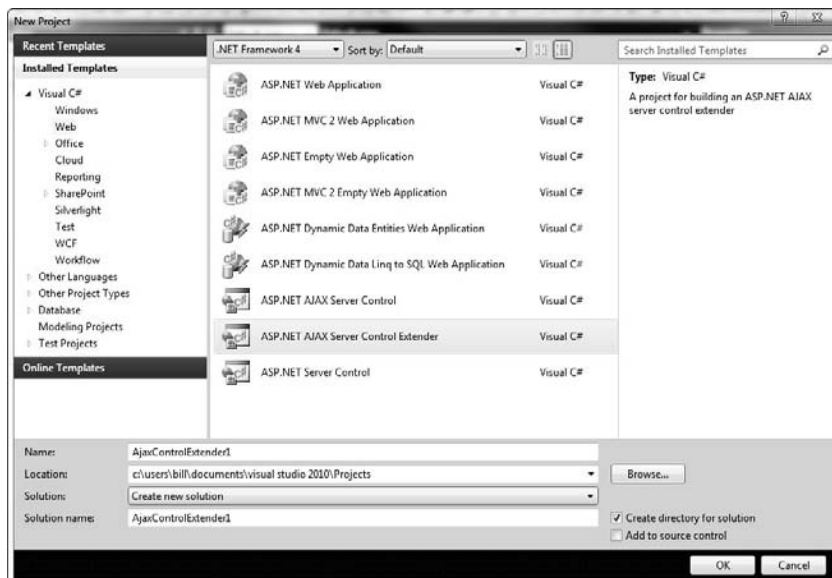 New Project
Recent Templates
Installed Templates
Visual C#
Windows
Web
Office
Cloud
Reporting
SharePoint
Silverlight
Test
WCF
Workflow
Other Languages
Other Project Types
Database
Modeling Projects
Test Projects
Online Templates
.NET Framework 4
Sort by: Default
ASP.NET Web Application Visual C#
ASP.NET MVC 2 Web Application Visual C#
ASP.NET Empty Web Application Visual C#
ASP.NET MVC 2 Empty Web Application Visual C#
ASP.NET Dynamic Data Entities Web Application Visual C#
ASP.NET Dynamic Data Linq to SQL Web Application Visual C#
ASP.NET AJAX Server Control Visual C#
ASP.NET AJAX Server Control Extender Visual C#
ASP.NET Server Control Visual C#
Search Installed Templates
Type: Visual C#
A project for building an ASP.NET AJAX
server control extender
Name: AjaxControlExtender1
Location: c:\users\bill\documents\visual studio 2010\Projects
Browse...
Solution: Create new solution
Solution name: AjaxControlExtender1
Create directory for solution
Add to source control
OK Cancel